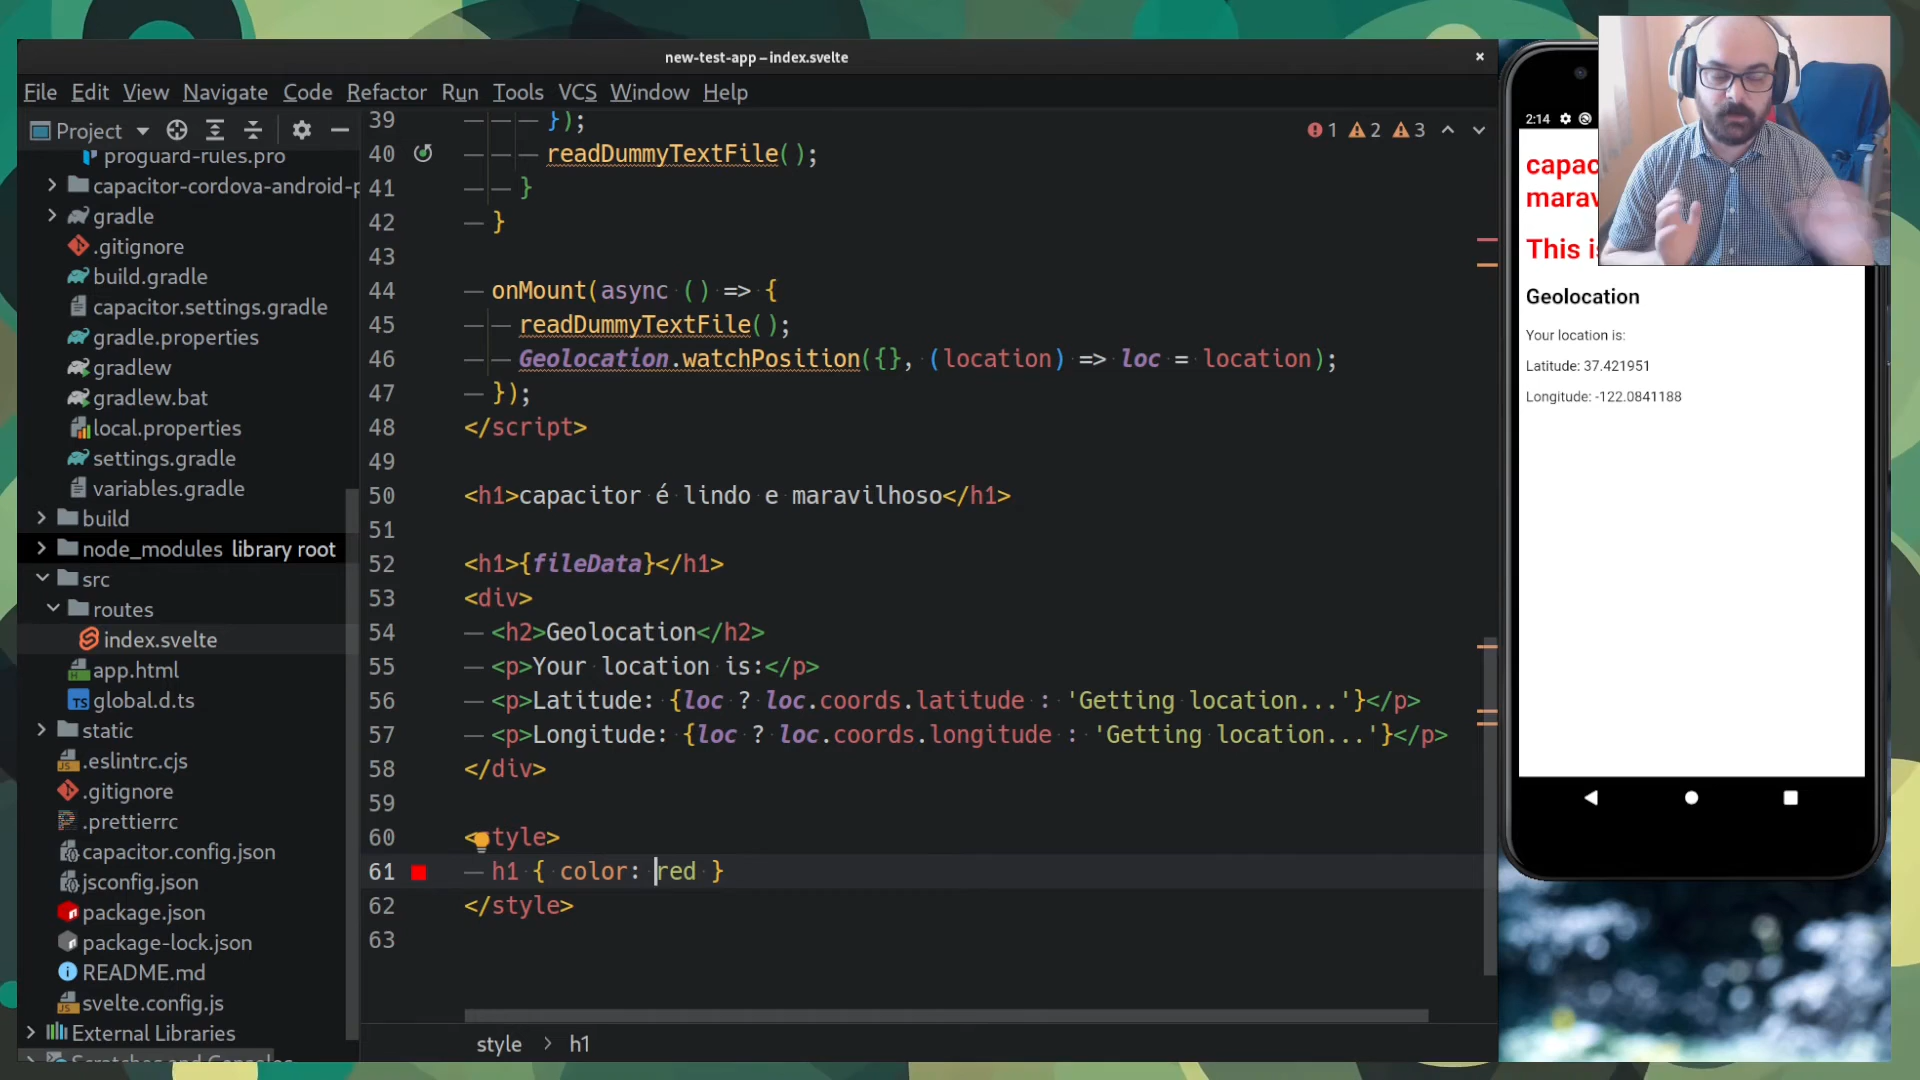 new-test-app – index.svelte
File Edit View Navigate Code Refactor Run Tools VCS Window Help
Project
1 2 3
proguard-rules.pro
capacitor-cordova-android-p
gradle
.gitignore
build.gradle
capacitor.settings.gradle
gradle.properties
gradlew
gradlew.bat
local.properties
settings.gradle
variables.gradle
build
node_modules library root
src
routes
index.svelte
app.html
global.d.ts
static
.eslintrc.cjs
.gitignore
.prettierrc
capacitor.config.json
jsconfig.json
package.json
package-lock.json
README.md
svelte.config.js
External Libraries
Scratches and Consoles
39 });
40 readDummyTextFile();
41 }
42 }
43
44 onMount(async () => {
45 readDummyTextFile();
46 Geolocation.watchPosition({}, (location) => loc = location);
47 });
48 </script>
49
50 <h1>capacitor é lindo e maravilhoso</h1>
51
52 <h1>{fileData}</h1>
53 <div>
54 <h2>Geolocation</h2>
55 <p>Your location is:</p>
56 <p>Latitude: {loc ? loc.coords.latitude : 'Getting location...'}</p>
57 <p>Longitude: {loc ? loc.coords.longitude : 'Getting location...'}</p>
58 </div>
59
60 <style>
61 h1 { color: red }
62 </style>
63
style > h1
2:14
capac
marav
This is
Geolocation
Your location is:
Latitude: 37.421951
Longitude: -122.0841188